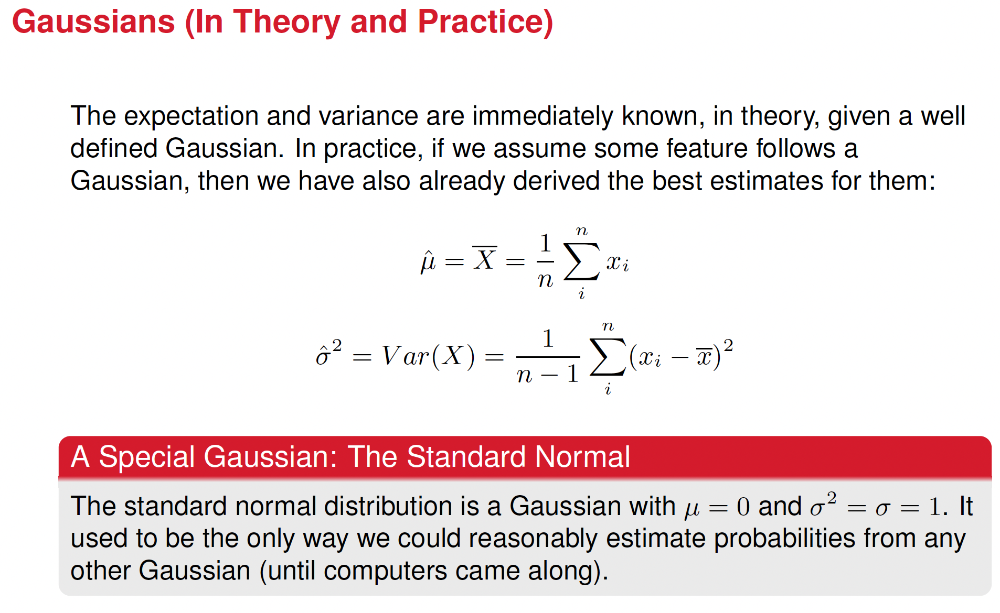 Gaussians (In Theory and Practice)
The expectation and variance are immediately known, in theory, given a well
defined Gaussian. In practice, if we assume some feature follows a
Gaussian, then we have also already derived the best estimates for them:
$\hat{\mu} = \overline{X} = \frac{1}{n} \sum_{i}^{n} x_i$
$\hat{\sigma}^2 = Var(X) = \frac{1}{n-1} \sum_{i}^{n} (x_i - \overline{x})^2$
A Special Gaussian: The Standard Normal
The standard normal distribution is a Gaussian with $\mu = 0$ and $\sigma^2 = \sigma = 1$. It
used to be the only way we could reasonably estimate probabilities from any
other Gaussian (until computers came along).